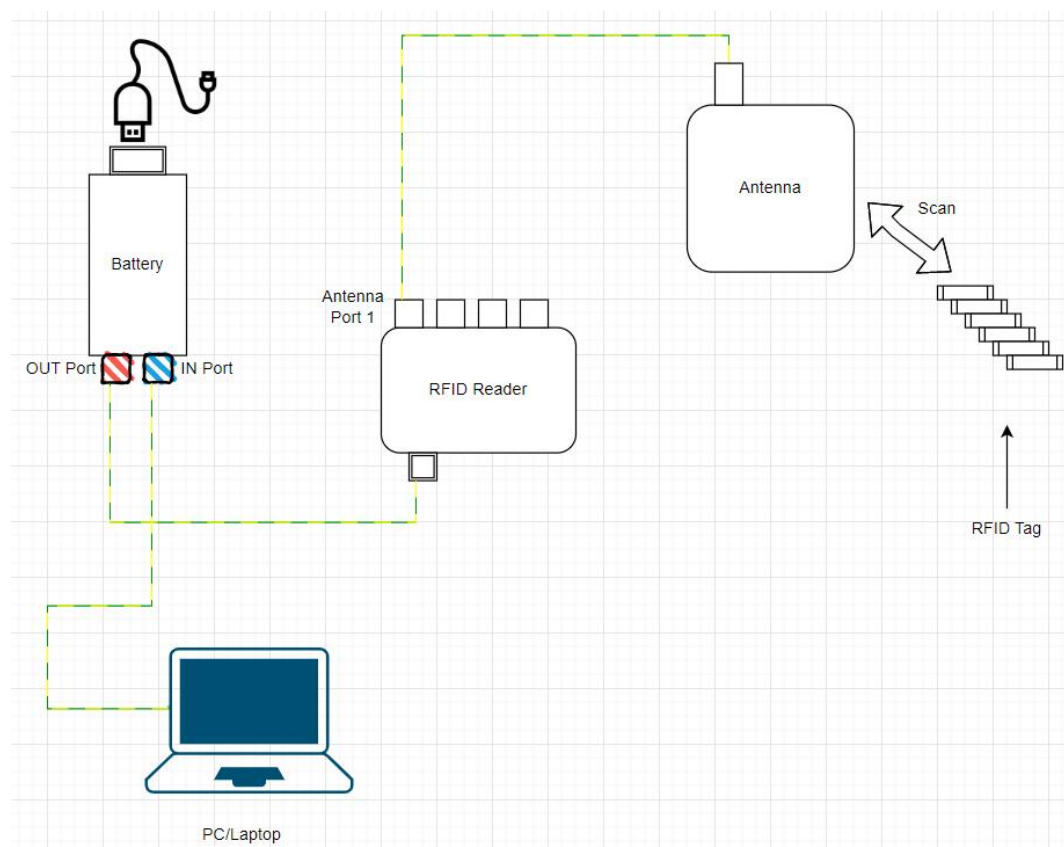 Antenna
Scan
Battery
Antenna
Port 1
OUT Port
IN Port
RFID Reader
RFID Tag
PC/Laptop